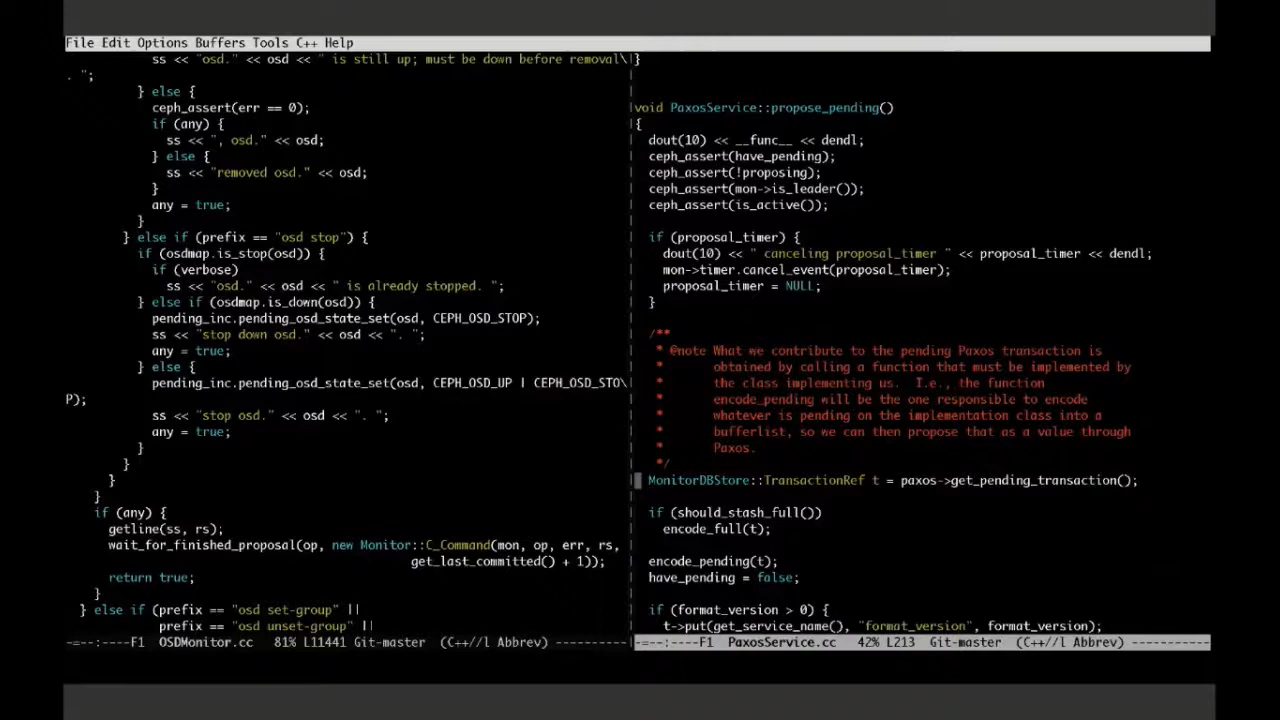 File Edit Options Buffers Tools C++ Help
            ss << "osd." << osd << " is still up; must be down before removal\
. ";
          } else {
            ceph_assert(err == 0);
            if (any) {
              ss << ", osd." << osd;
            } else {
              ss << "removed osd." << osd;
            }
            any = true;
          }
        } else if (prefix == "osd stop") {
          if (osdmap.is_stop(osd)) {
            if (verbose)
              ss << "osd." << osd << " is already stopped. ";
          } else if (osdmap.is_down(osd)) {
            pending_inc.pending_osd_state_set(osd, CEPH_OSD_STOP);
            ss << "stop down osd." << osd << ". ";
            any = true;
          } else {
            pending_inc.pending_osd_state_set(osd, CEPH_OSD_UP | CEPH_OSD_STO\
P);
            ss << "stop osd." << osd << ". ";
            any = true;
          }
        }
      }
    }
    if (any) {
      getline(ss, rs);
      wait_for_finished_proposal(op, new Monitor::C_Command(mon, op, err, rs,
                                                get_last_committed() + 1));
      return true;
    }
  } else if (prefix == "osd set-group" ||
             prefix == "osd unset-group" ||
-=--:----F1  OSDMonitor.cc   81% L11441  Git-master  (C++//l Abbrev) ----------
}
void PaxosService::propose_pending()
{
  dout(10) << __func__ << dendl;
  ceph_assert(have_pending);
  ceph_assert(!proposing);
  ceph_assert(mon->is_leader());
  ceph_assert(is_active());
  if (proposal_timer) {
    dout(10) << " canceling proposal_timer " << proposal_timer << dendl;
    mon->timer.cancel_event(proposal_timer);
    proposal_timer = NULL;
  }
  /**
   * @note What we contribute to the pending Paxos transaction is
   *       obtained by calling a function that must be implemented by
   *       the class implementing us.  I.e., the function
   *       encode_pending will be the one responsible to encode
   *       whatever is pending on the implementation class into a
   *       bufferlist, so we can then propose that as a value through
   *       Paxos.
   */
  MonitorDBStore::TransactionRef t = paxos->get_pending_transaction();
  if (should_stash_full())
    encode_full(t);
  encode_pending(t);
  have_pending = false;
  if (format_version > 0) {
    t->put(get_service_name(), "format_version", format_version);
-=--:----F1  PaxosService.cc   42% L213  Git-master  (C++//l Abbrev) ------------